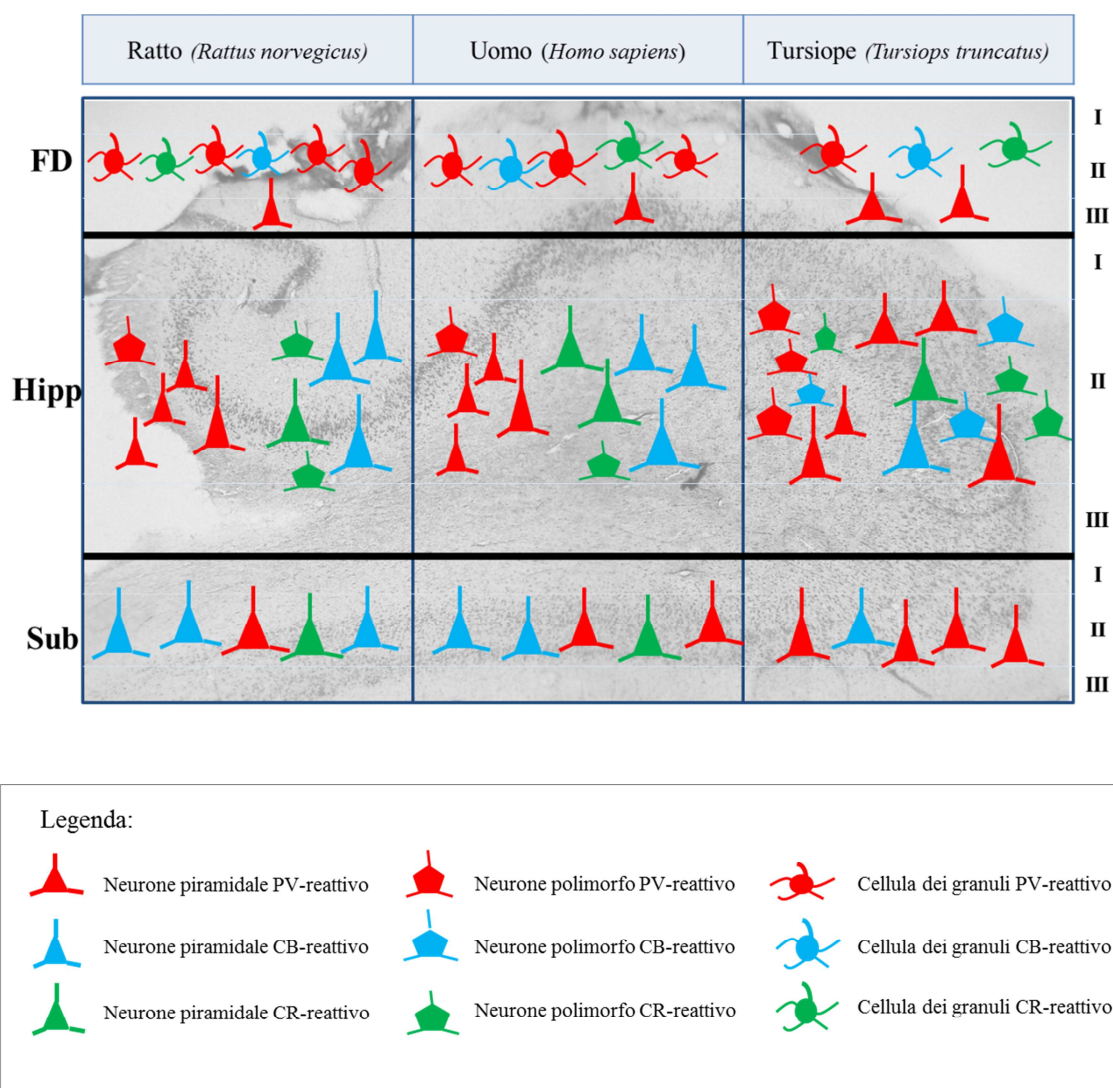 Ratto (Rattus norvegicus)
Uomo (Homo sapiens)
Tursiope (Tursiops truncatus)
FD
I
II
III
Hipp
I
II
III
Sub
I
II
III
Legenda:
Neurone piramidale PV-reattivo
Neurone polimorfo PV-reattivo
Cellula dei granuli PV-reattivo
Neurone piramidale CB-reattivo
Neurone polimorfo CB-reattivo
Cellula dei granuli CB-reattivo
Neurone piramidale CR-reattivo
Neurone polimorfo CR-reattivo
Cellula dei granuli CR-reattivo